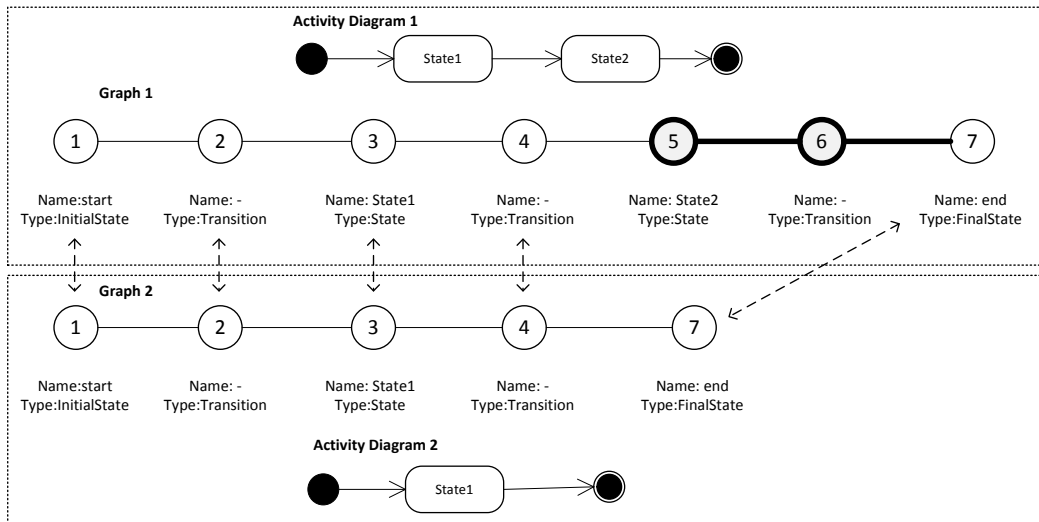 Activity Diagram 1
State1 State2
Graph 1
1 2 3 4 5 6 7
Name:start Name: - Name: State1 Name: - Name: State2 Name: - Name: end
Type:InitialState Type:Transition Type:State Type:Transition Type:State Type:Transition Type:FinalState
Graph 2
1 2 3 4 7
Name:start Name: - Name: State1 Name: - Name: end
Type:InitialState Type:Transition Type:State Type:Transition Type:FinalState
Activity Diagram 2
State1